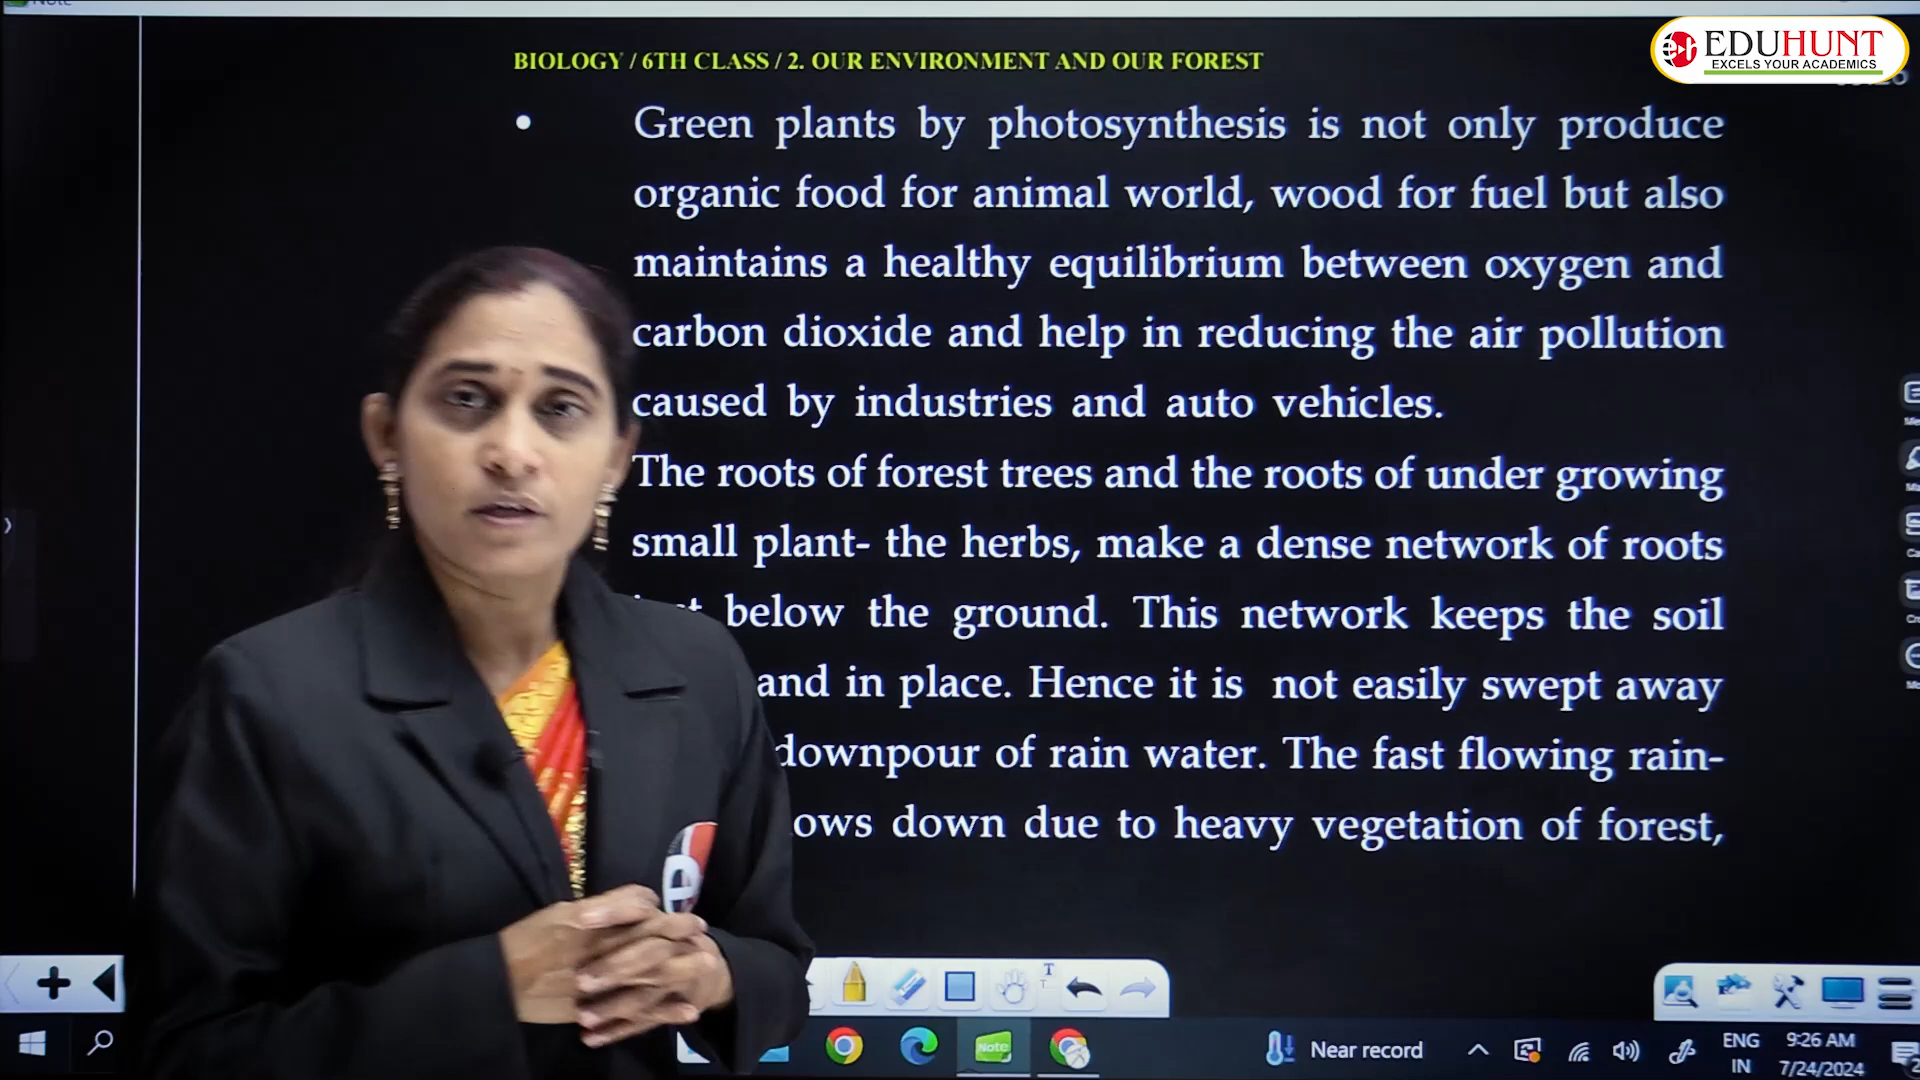 Note
EDUHUNT
EXCELS YOUR ACADEMICS
BIOLOGY / 6TH CLASS / 2. OUR ENVIRONMENT AND OUR FOREST
• Green plants by photosynthesis is not only produce
organic food for animal world, wood for fuel but also
maintains a healthy equilibrium between oxygen and
carbon dioxide and help in reducing the air pollution
caused by industries and auto vehicles.
The roots of forest trees and the roots of under growing
small plant- the herbs, make a dense network of roots
below the ground. This network keeps the soil
and in place. Hence it is not easily swept away
downpour of rain water. The fast flowing rain-
ows down due to heavy vegetation of forest,
Note
Near record
ENG
IN
9:26 AM
7/24/2024